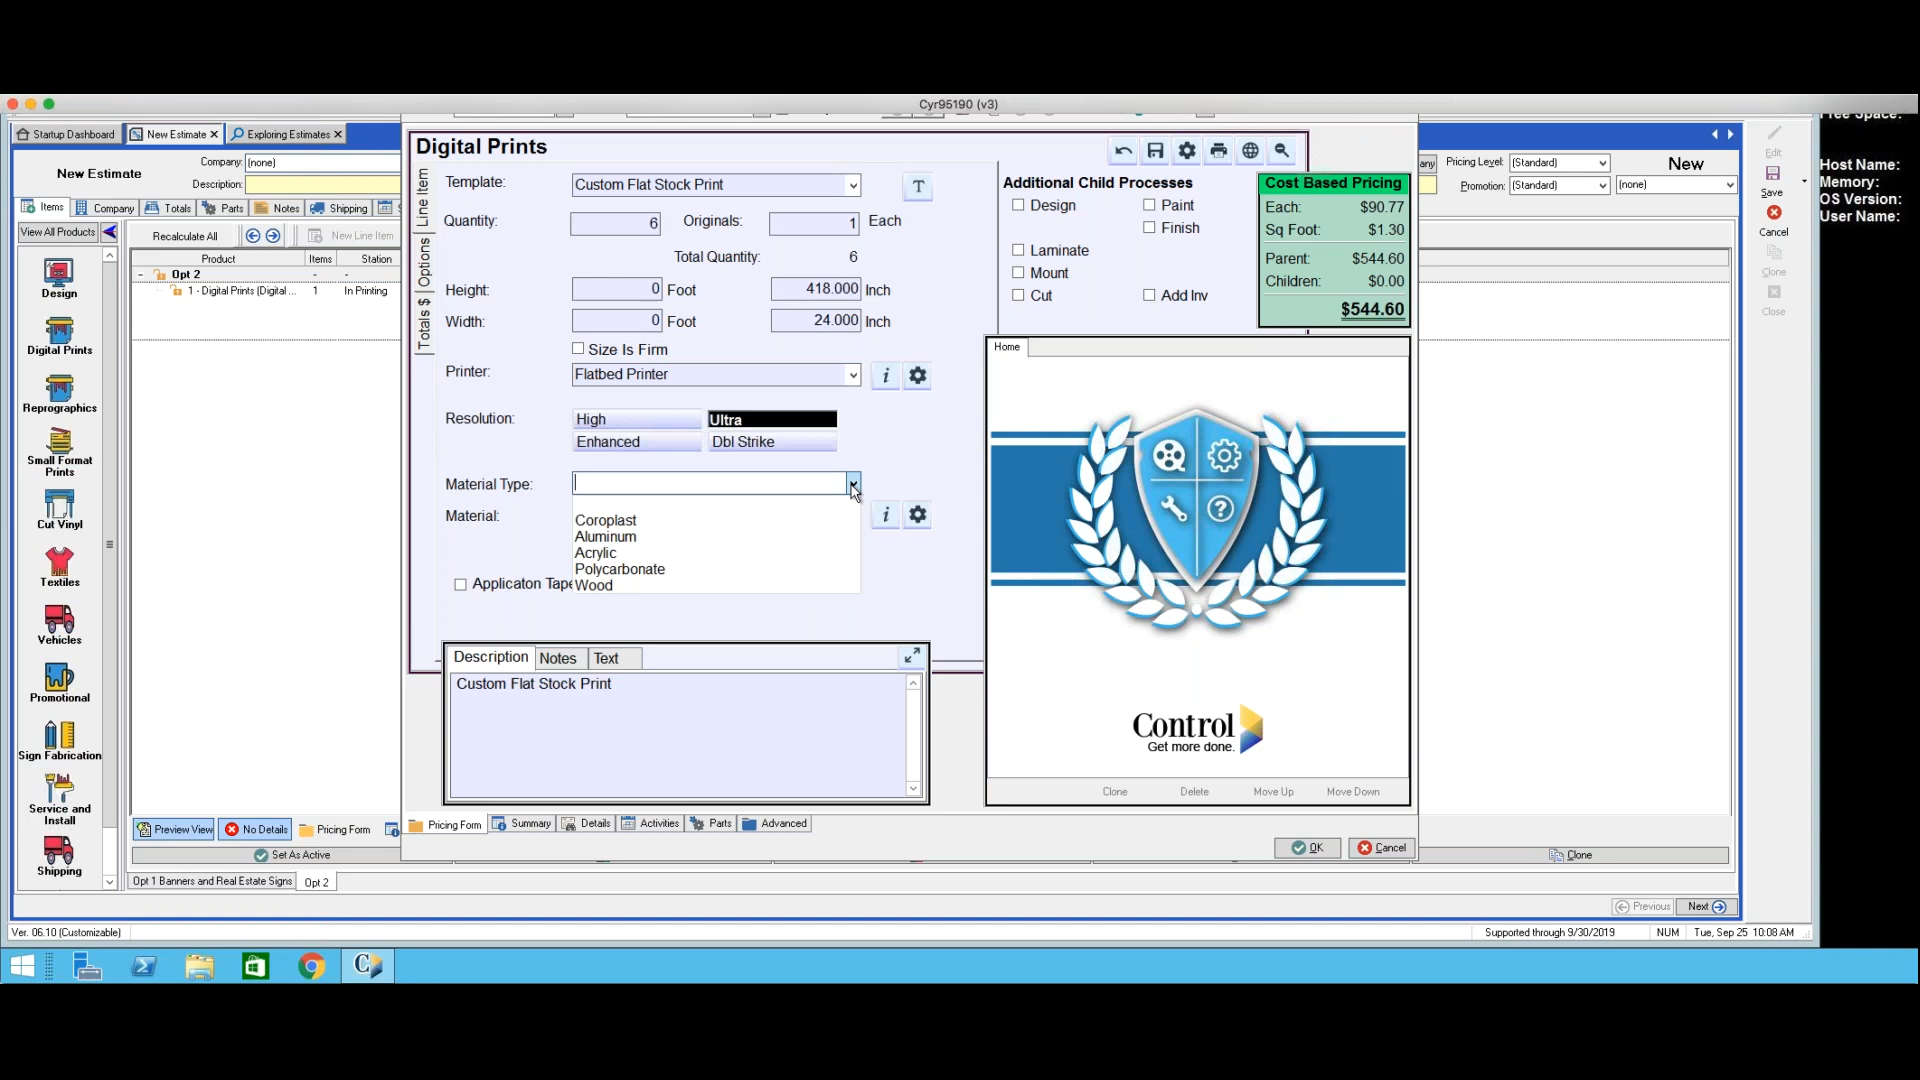 Cyr95190 (v3)
Startup Dashboard
New Estimate
Exploring Estimates
New Estimate
Company: (none)
Description:
Items
Company
Totals
Parts
Notes
Shipping
View All Products
Recalculate All
New Line Item
Product Items Station
Opt 2 - -
1 - Digital Prints (Digital ... 1 In Printing
Design
Digital Prints
Reprographics
Small Format
Prints
Cut Vinyl
Textiles
Vehicles
Promotional
Sign Fabrication
Service and
Install
Shipping
Digital Prints
Line Item
Options
Totals $
Template: Custom Flat Stock Print
T
Quantity: 6 Originals: 1 Each
Total Quantity: 6
Height: 0 Foot 418.000 Inch
Width: 0 Foot 24.000 Inch
Size Is Firm
Printer: Flatbed Printer
i
Resolution: High Ultra
Enhanced Dbl Strike
Material Type:
Material:
i
Coroplast
Aluminum
Acrylic
Polycarbonate
Wood
Applicaton Tape
Description Notes Text
Custom Flat Stock Print
Additional Child Processes
Design Paint
Finish
Laminate
Mount
Cut Add Inv
Cost Based Pricing
Each: $90.77
Sq Foot: $1.30
Parent: $544.60
Children: $0.00
$544.60
Home
Control
Get more done.
Clone Delete Move Up Move Down
Pricing Form
Summary
Details
Activities
Parts
Advanced
OK
Cancel
Preview View
No Details
Pricing Form
Set As Active
Clone
Opt 1 Banners and Real Estate Signs
Opt 2
Previous
Next
any Pricing Level: (Standard) New
Promotion: (Standard) (none)
Edit
Save
Cancel
Clone
Close
Free Space:
Host Name:
Memory:
OS Version:
User Name:
Ver. 06.10 (Customizable)
Supported through 9/30/2019 NUM Tue, Sep 25 10:08 AM